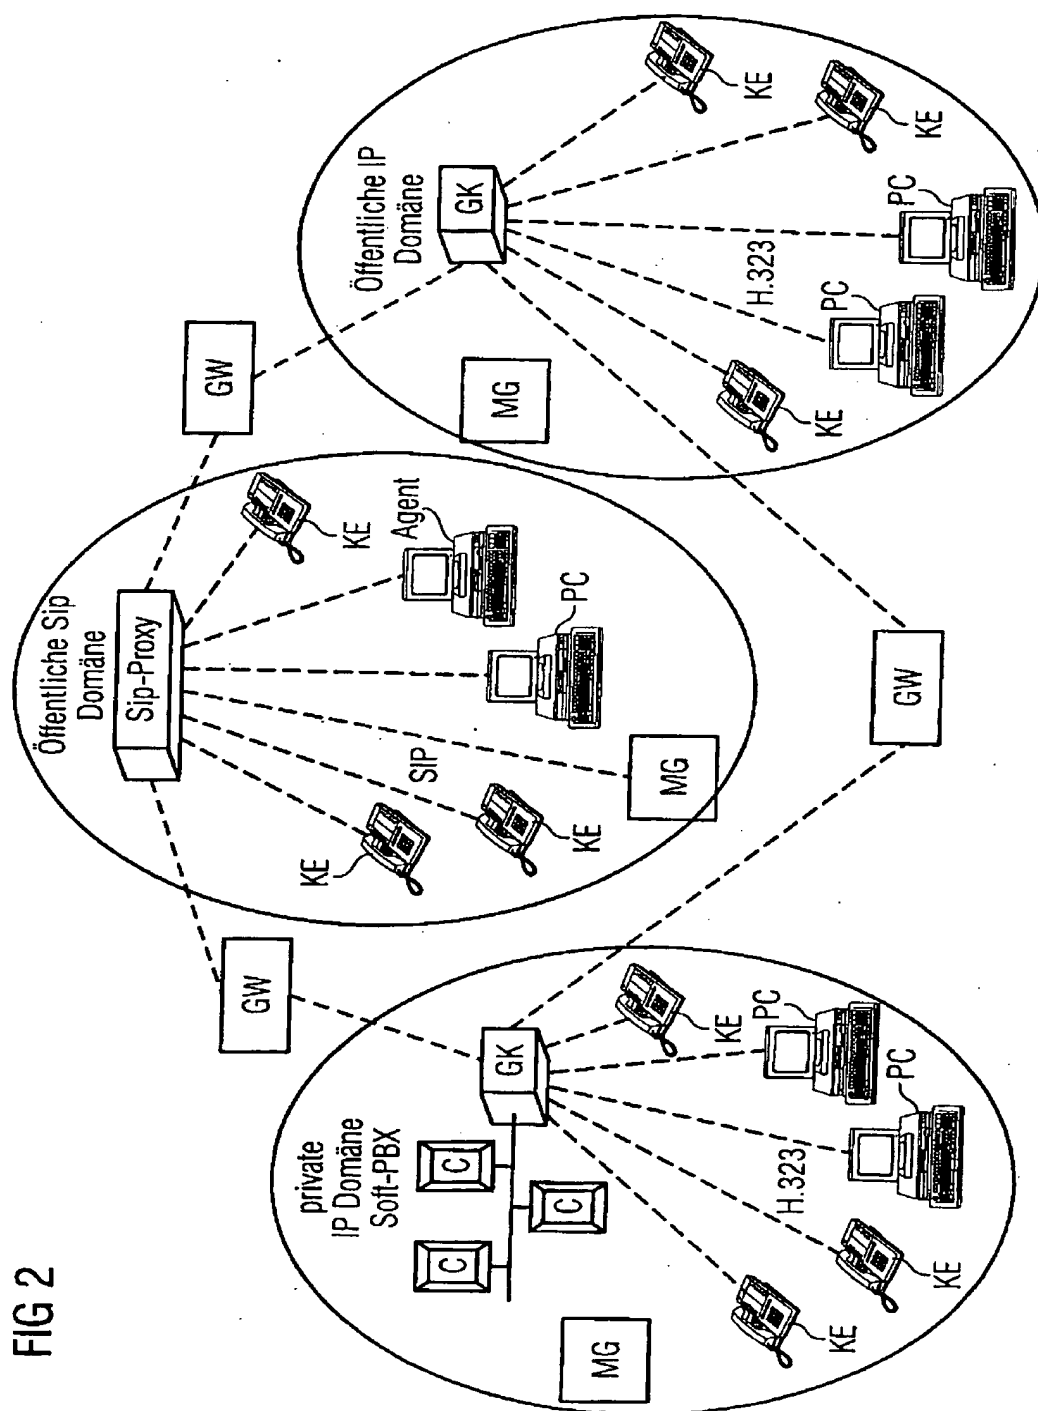 FIG 2
private
IP Domäne
Soft-PBX
C
C
C
GK
MG
KE
KE
H.323
PC
PC
KE
GW
Öffentliche Sip
Domäne
Sip-Proxy
KE
KE
SIP
MG
PC
Agent
KE
GW
GW
Öffentliche IP
Domäne
GK
MG
KE
PC
H.323
PC
KE
KE